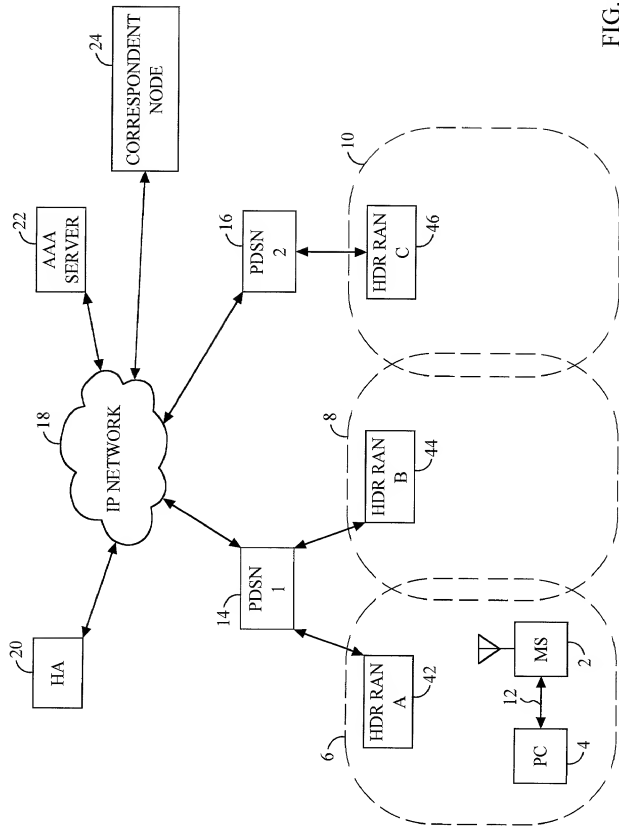 20
HA
18
IP NETWORK
22
AAA
SERVER
24
CORRESPONDENT
NODE
14
PDSN
1
16
PDSN
2
6
HDR RAN
A
42
8
HDR RAN
B
44
10
HDR RAN
C
46
PC
4
12
MS
2
FIG.